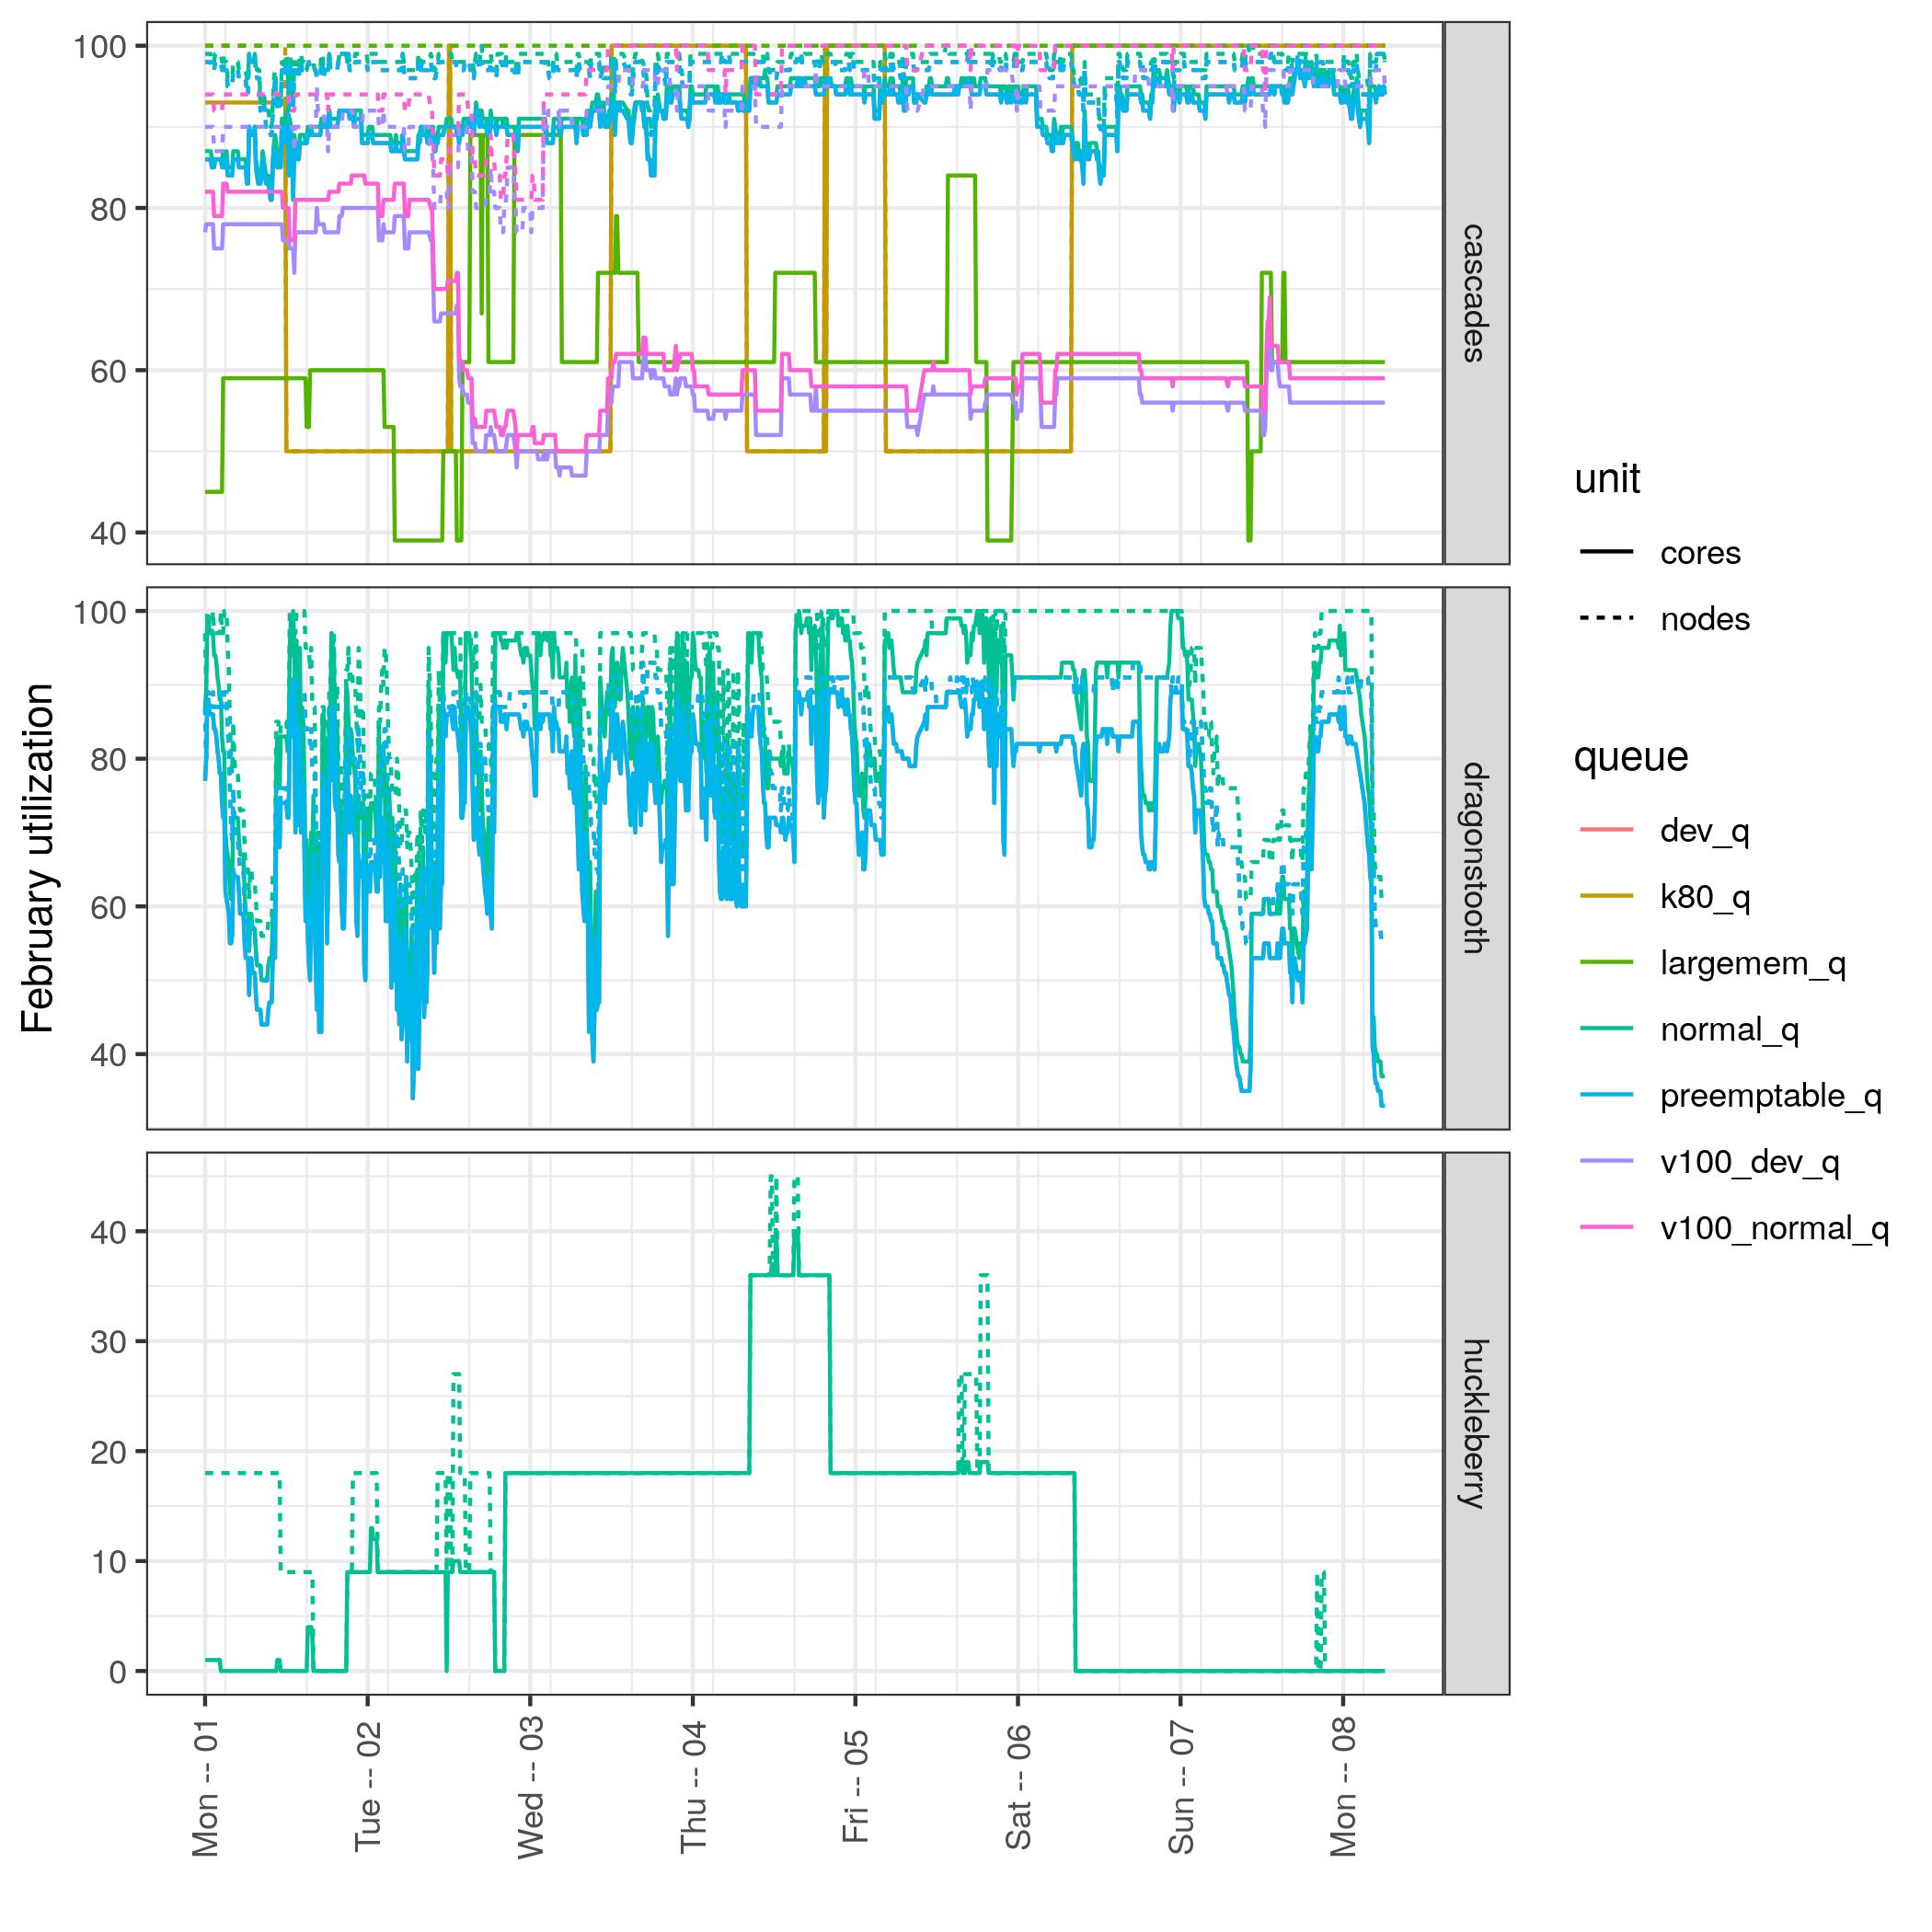 February utilization
100
80
60
40
cascades
100
80
60
40
dragonstooth
40
30
20
10
0
huckleberry
Mon -- 01
Tue -- 02
Wed -- 03
Thu -- 04
Fri -- 05
Sat -- 06
Sun -- 07
Mon -- 08
unit
cores
nodes
queue
dev_q
k80_q
largemem_q
normal_q
preemptable_q
v100_dev_q
v100_normal_q